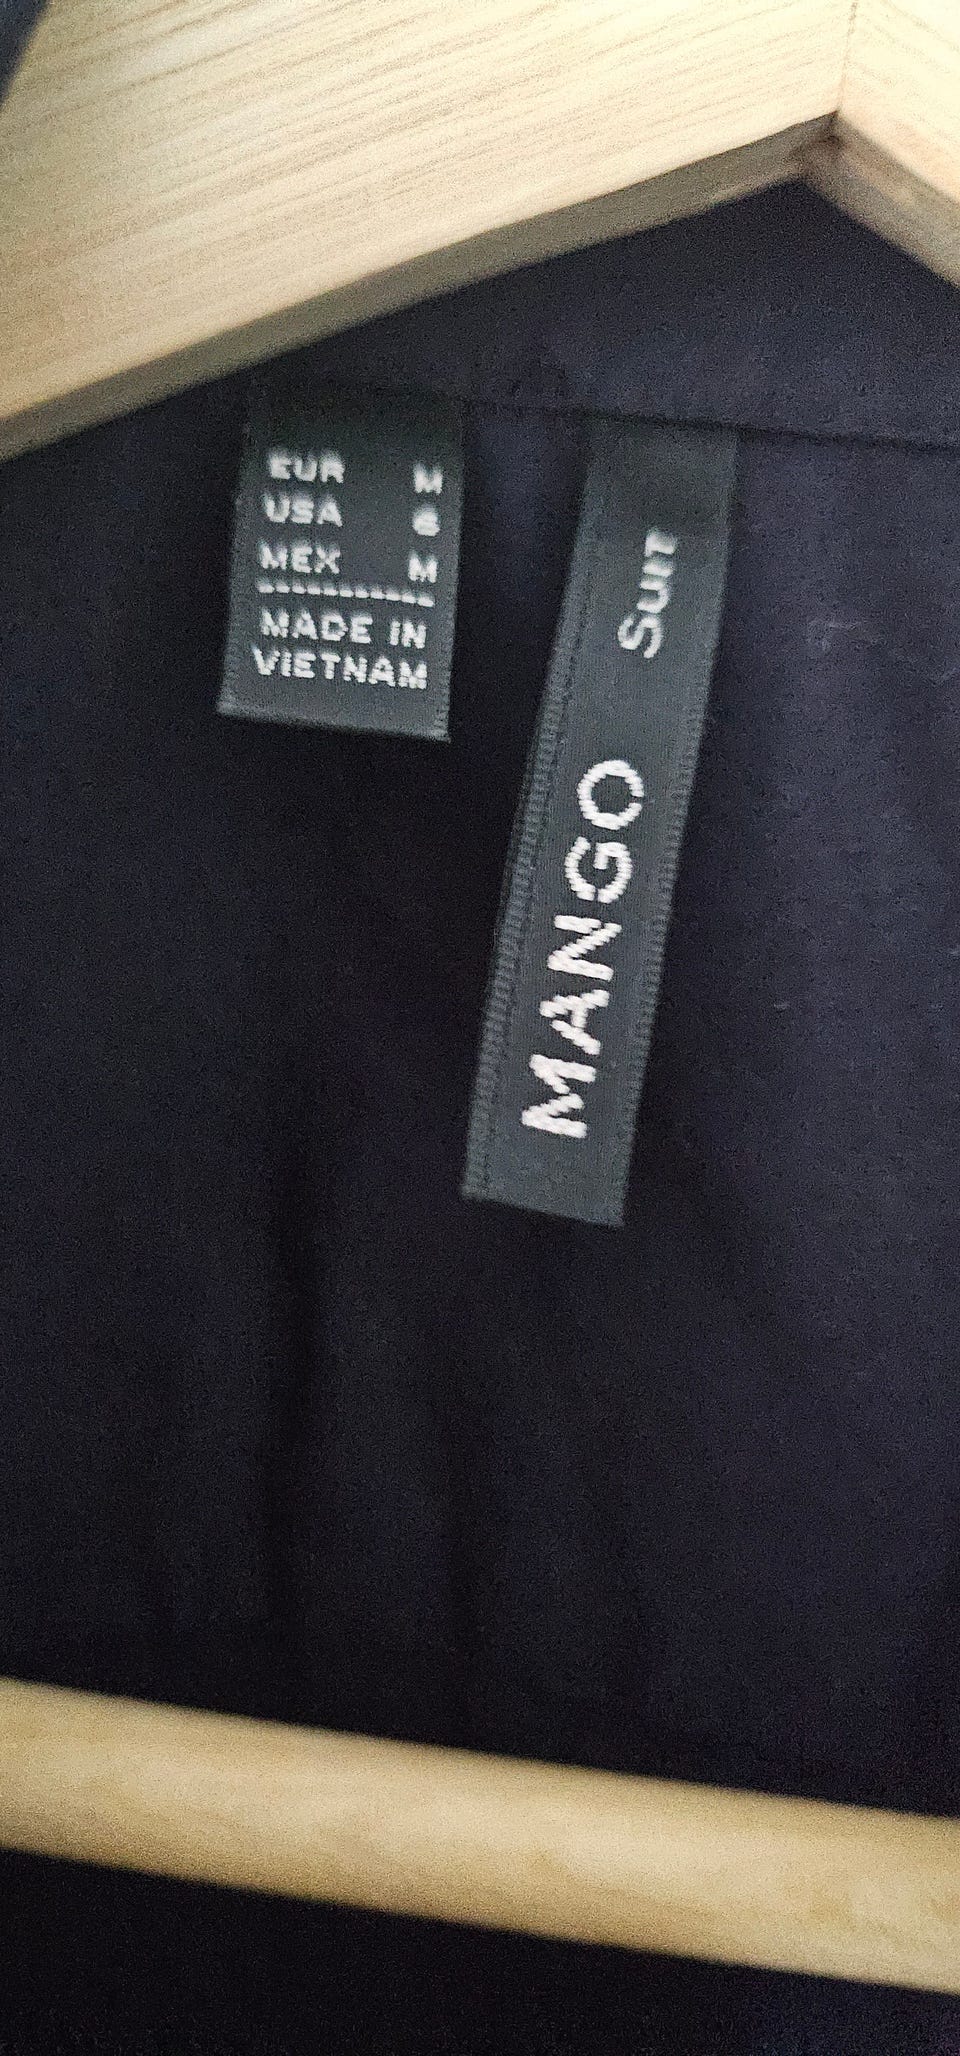 EUR M
USA 6
MEX M
MADE IN
VIETNAM
MANGO Suit